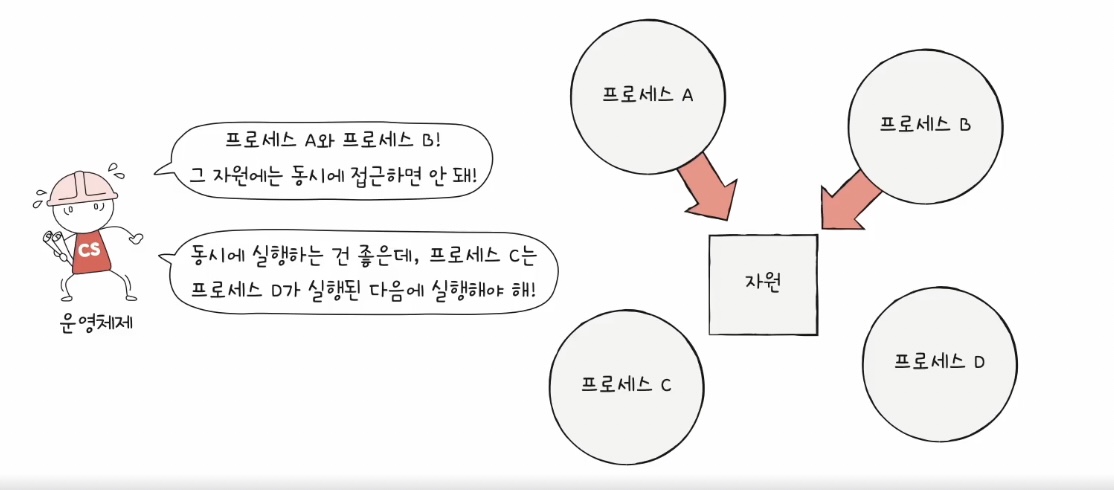 프로세스 A와 프로세스 B!
그 자원에는 동시에 접근하면 안 돼!
CS
동시에 실행하는 건 좋은데, 프로세스 C는
프로세스 D가 실행된 다음에 실행해야 해!
운영체제
프로세스 A
프로세스 B
자원
프로세스 C
프로세스 D